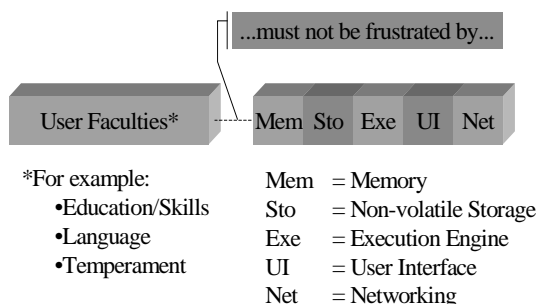 ...must not be frustrated by...
User Faculties*
Mem Sto Exe UI Net
*For example:
•Education/Skills
•Language
•Temperament
Mem = Memory
Sto = Non-volatile Storage
Exe = Execution Engine
UI = User Interface
Net = Networking